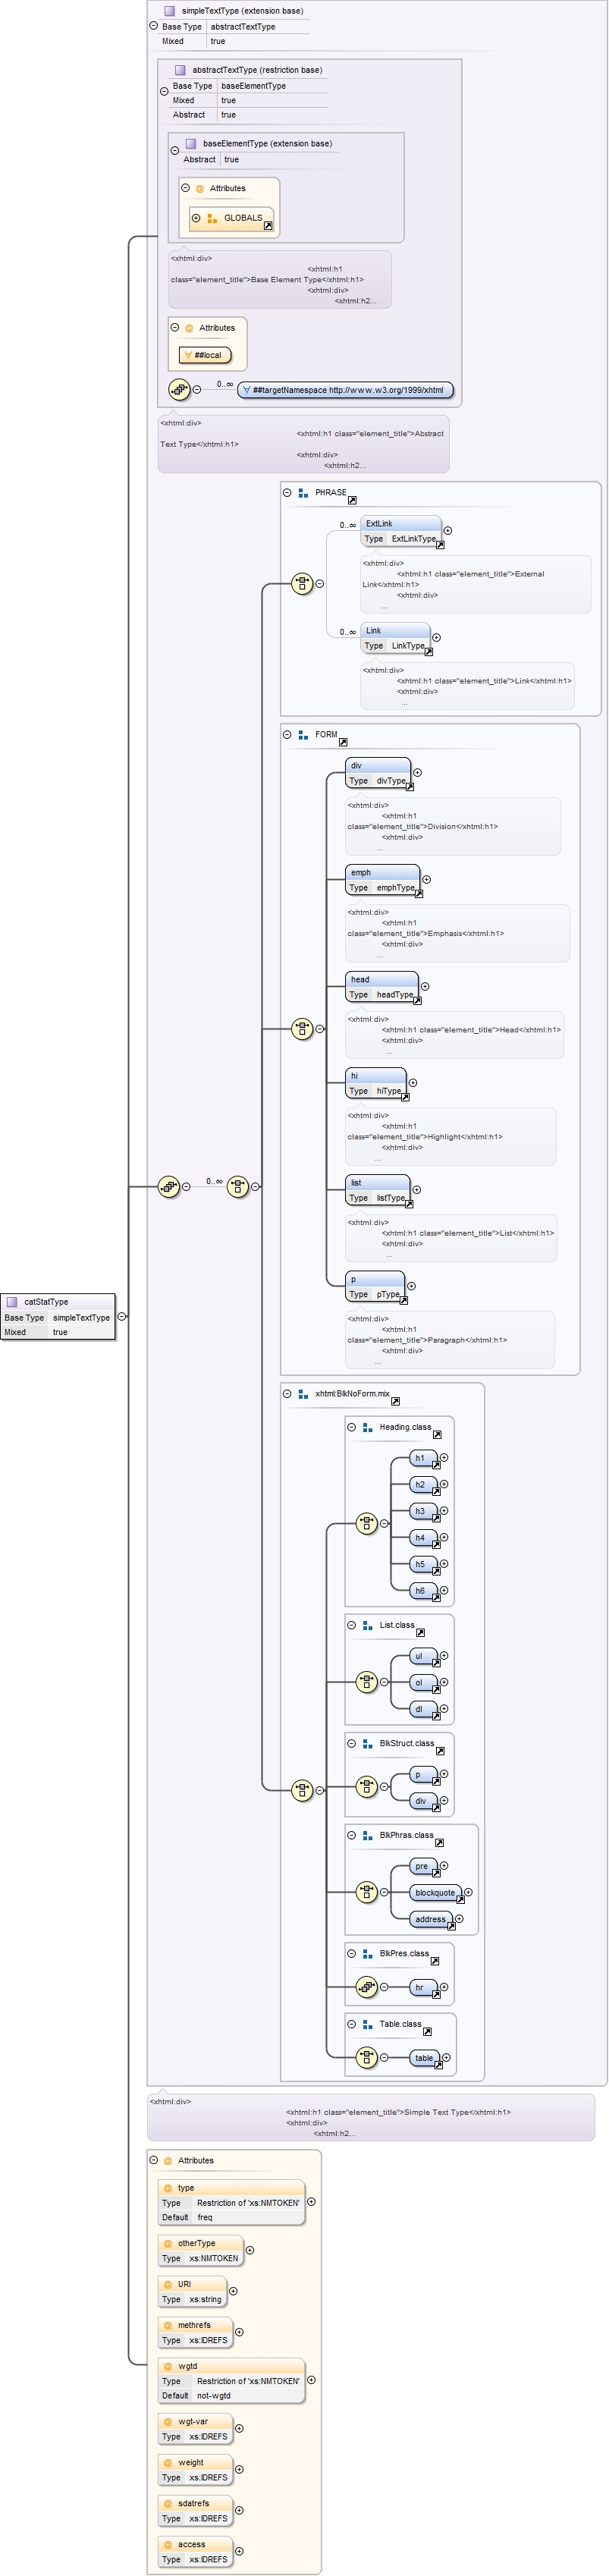 simpleTextType (extension base)
Base Type abstractTextType
Mixed true
abstractTextType (restriction base)
Base Type baseElementType
Mixed true
Abstract true
baseElementType (extension base)
Abstract true
Attributes
GLOBALS
<xhtml:div>
<xhtml:h1
class="element_title">Base Element Type</xhtml:h1>
<xhtml:div>
<xhtml:h2...
Attributes
##local
0..∞
##targetNamespace http://www.w3.org/1999/xhtml
<xhtml:div>
<xhtml:h1 class="element_title">Abstract
Text Type</xhtml:h1>
<xhtml:div>
<xhtml:h2...
PHRASE
0..∞
ExtLink
Type ExtLinkType
<xhtml:div>
<xhtml:h1 class="element_title">External
Link</xhtml:h1>
<xhtml:div>
...
0..∞
Link
Type LinkType
<xhtml:div>
<xhtml:h1 class="element_title">Link</xhtml:h1>
<xhtml:div>
...
FORM
div
Type divType
<xhtml:div>
<xhtml:h1
class="element_title">Division</xhtml:h1>
<xhtml:div>
...
emph
Type emphType
<xhtml:div>
<xhtml:h1
class="element_title">Emphasis</xhtml:h1>
<xhtml:div>
...
head
Type headType
<xhtml:div>
<xhtml:h1 class="element_title">Head</xhtml:h1>
<xhtml:div>
...
hi
Type hiType
<xhtml:div>
<xhtml:h1
class="element_title">Highlight</xhtml:h1>
<xhtml:div>
...
0..∞
list
Type listType
<xhtml:div>
<xhtml:h1 class="element_title">List</xhtml:h1>
<xhtml:div>
...
p
Type pType
<xhtml:div>
<xhtml:h1
class="element_title">Paragraph</xhtml:h1>
<xhtml:div>
...
catStatType
Base Type simpleTextType
Mixed true
xhtml:BlkNoForm.mix
Heading.class
h1
h2
h3
h4
h5
h6
List.class
ul
ol
dl
BlkStruct.class
p
div
BlkPhras.class
pre
blockquote
address
BlkPres.class
hr
Table.class
table
<xhtml:div>
<xhtml:h1 class="element_title">Simple Text Type</xhtml:h1>
<xhtml:div>
<xhtml:h2...
Attributes
type
Type Restriction of 'xs:NMTOKEN'
Default freq
otherType
Type xs:NMTOKEN
URI
Type xs:string
methrefs
Type xs:IDREFS
wgtd
Type Restriction of 'xs:NMTOKEN'
Default not-wgtd
wgt-var
Type xs:IDREFS
weight
Type xs:IDREFS
sdatrefs
Type xs:IDREFS
access
Type xs:IDREFS